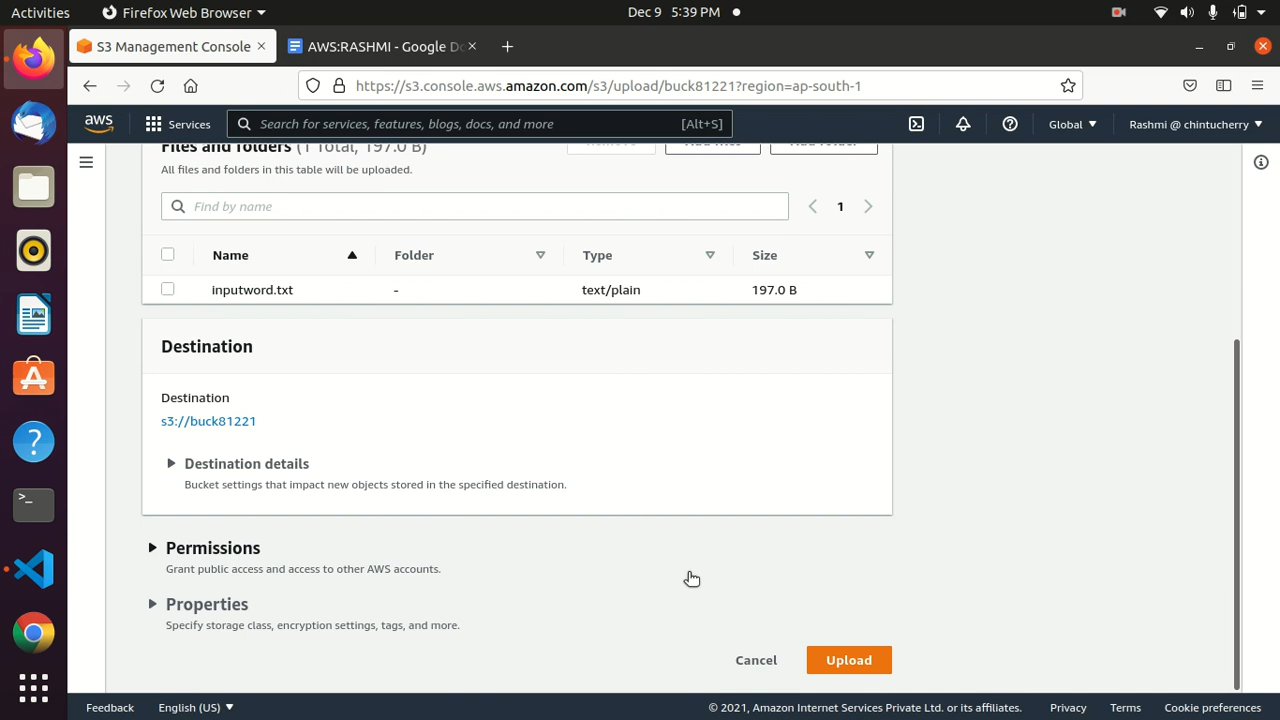 Activities
Firefox Web Browser
Dec 9 5:39 PM
S3 Management Console
AWS:RASHMI - Google Do
https://s3.console.aws.amazon.com/s3/upload/buck81221?region=ap-south-1
aws
Services
Search for services, features, blogs, docs, and more
[Alt+S]
Global
Rashmi @ chintucherry
Files and folders (1 Total, 197.0 B)
Remove
Add files
Add folder
All files and folders in this table will be uploaded.
Find by name
1
Name
Folder
Type
Size
inputword.txt
-
text/plain
197.0 B
Destination
Destination
s3://buck81221
Destination details
Bucket settings that impact new objects stored in the specified destination.
Permissions
Grant public access and access to other AWS accounts.
Properties
Specify storage class, encryption settings, tags, and more.
Cancel
Upload
Feedback
English (US)
© 2021, Amazon Internet Services Private Ltd. or its affiliates.
Privacy
Terms
Cookie preferences